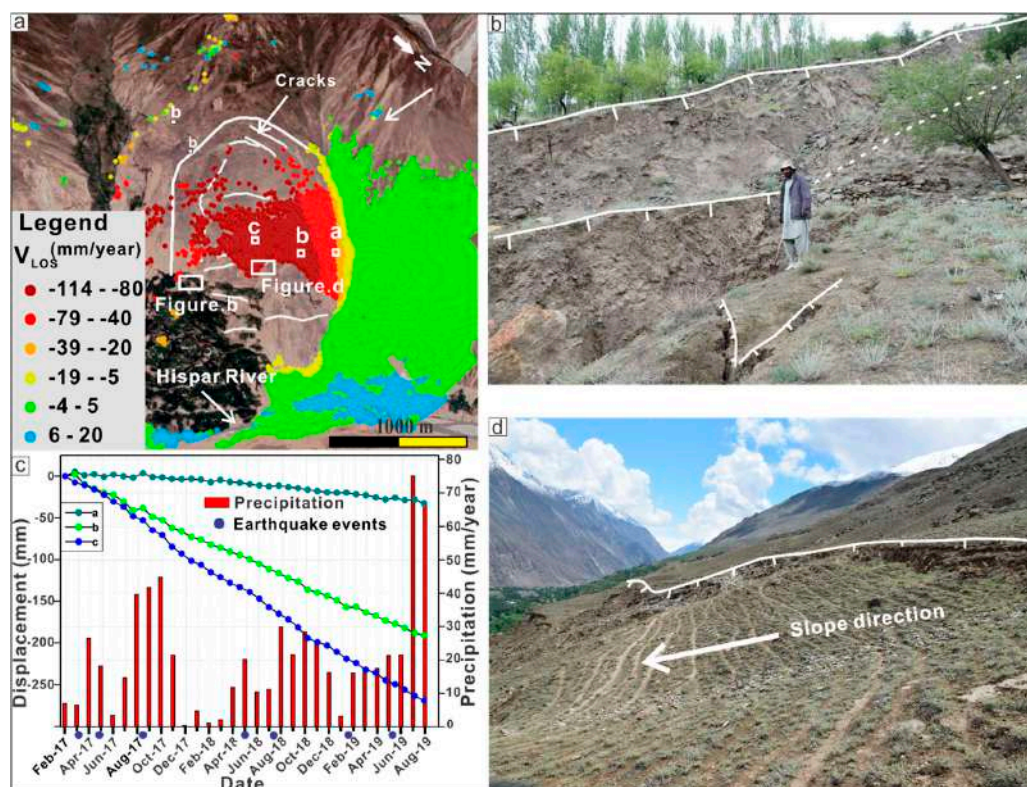 a
N
Cracks
b
b
c
b
a
Figure.b
Figure.d
Hispar River
1000 m
Legend
VLOS(mm/year)
-114 - -80
-79 - -40
-39 - -20
-19 - -5
-4 - 5
6 - 20
b
c
Displacement (mm)
0
-50
-100
-150
-200
-250
a
b
c
Precipitation
Earthquake events
80
70
60
50
40
30
20
10
0
Precipitation (mm/year)
Feb-17
Apr-17
Jun-17
Aug-17
Oct-17
Dec-17
Feb-18
Apr-18
Jun-18
Aug-18
Oct-18
Dec-18
Feb-19
Apr-19
Jun-19
Aug-19
Date
d
Slope direction